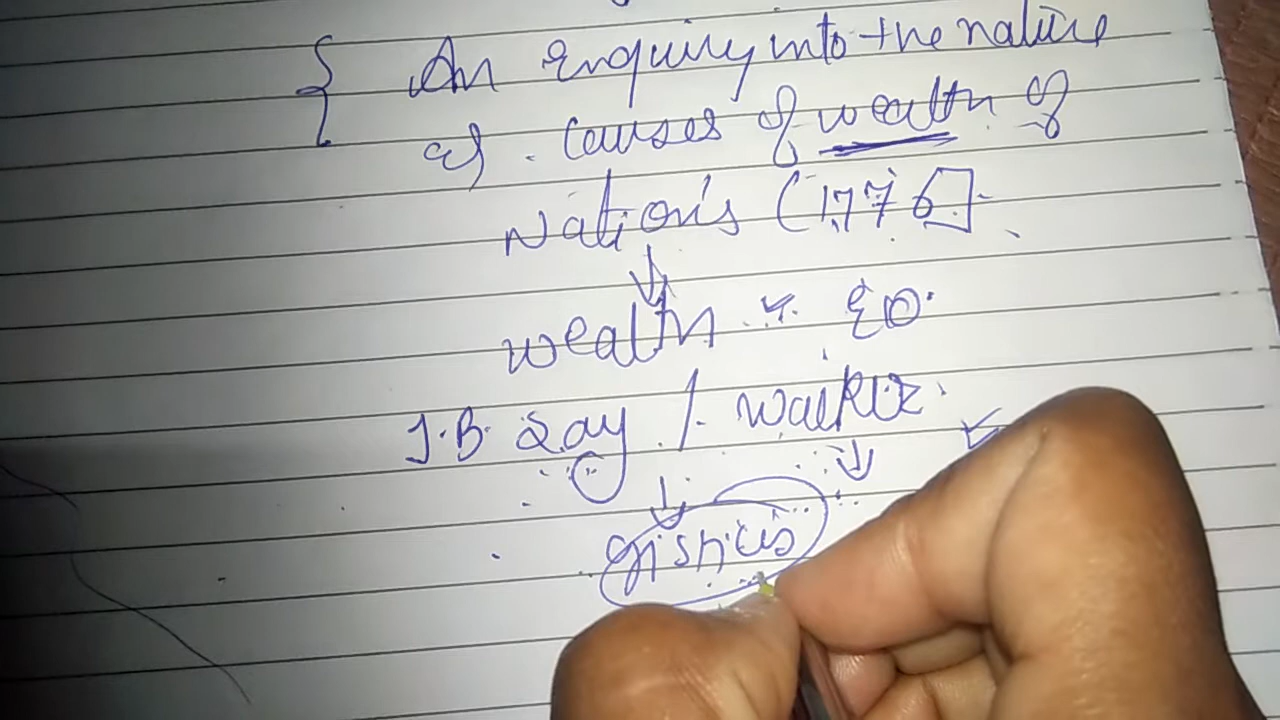 An enquiry into the nature
of causes of wealth of
Nation's (1776]
wealth
J.B. Say / walker